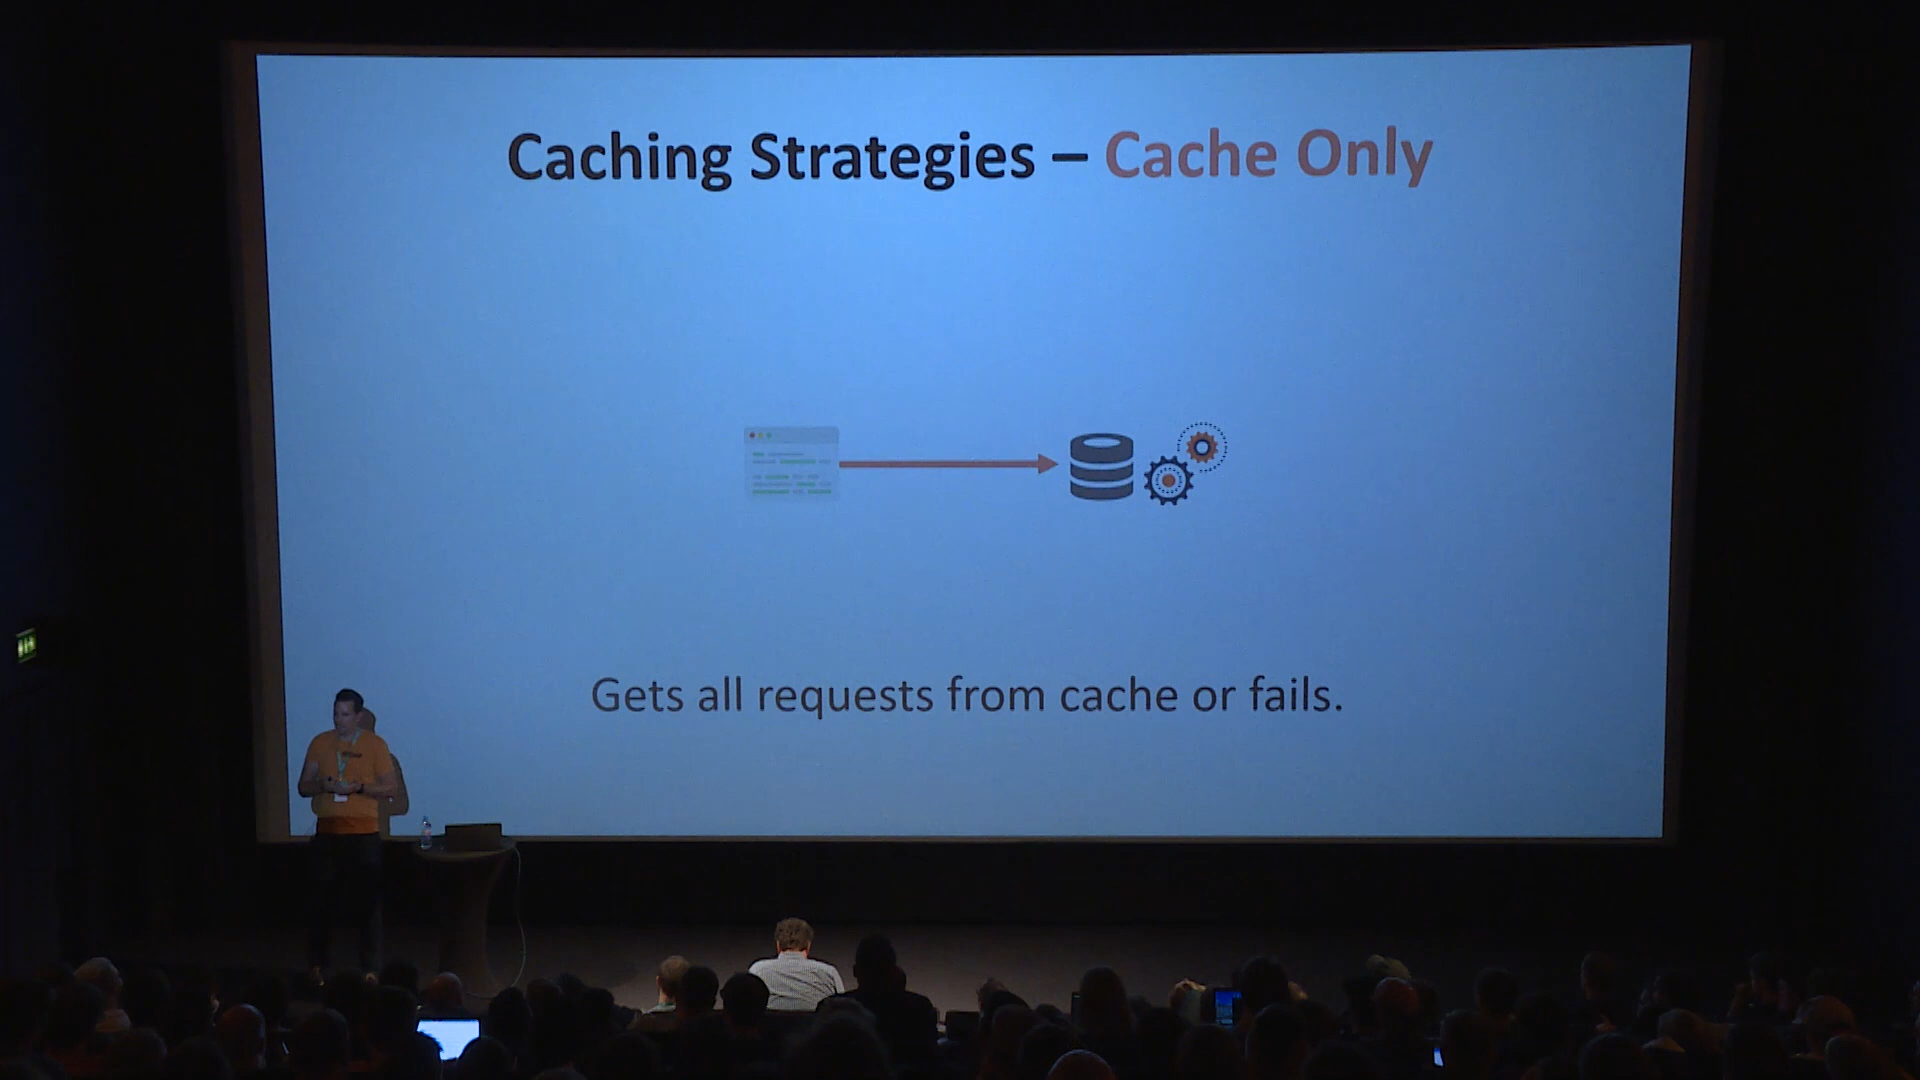 Caching Strategies – Cache Only
Gets all requests from cache or fails.